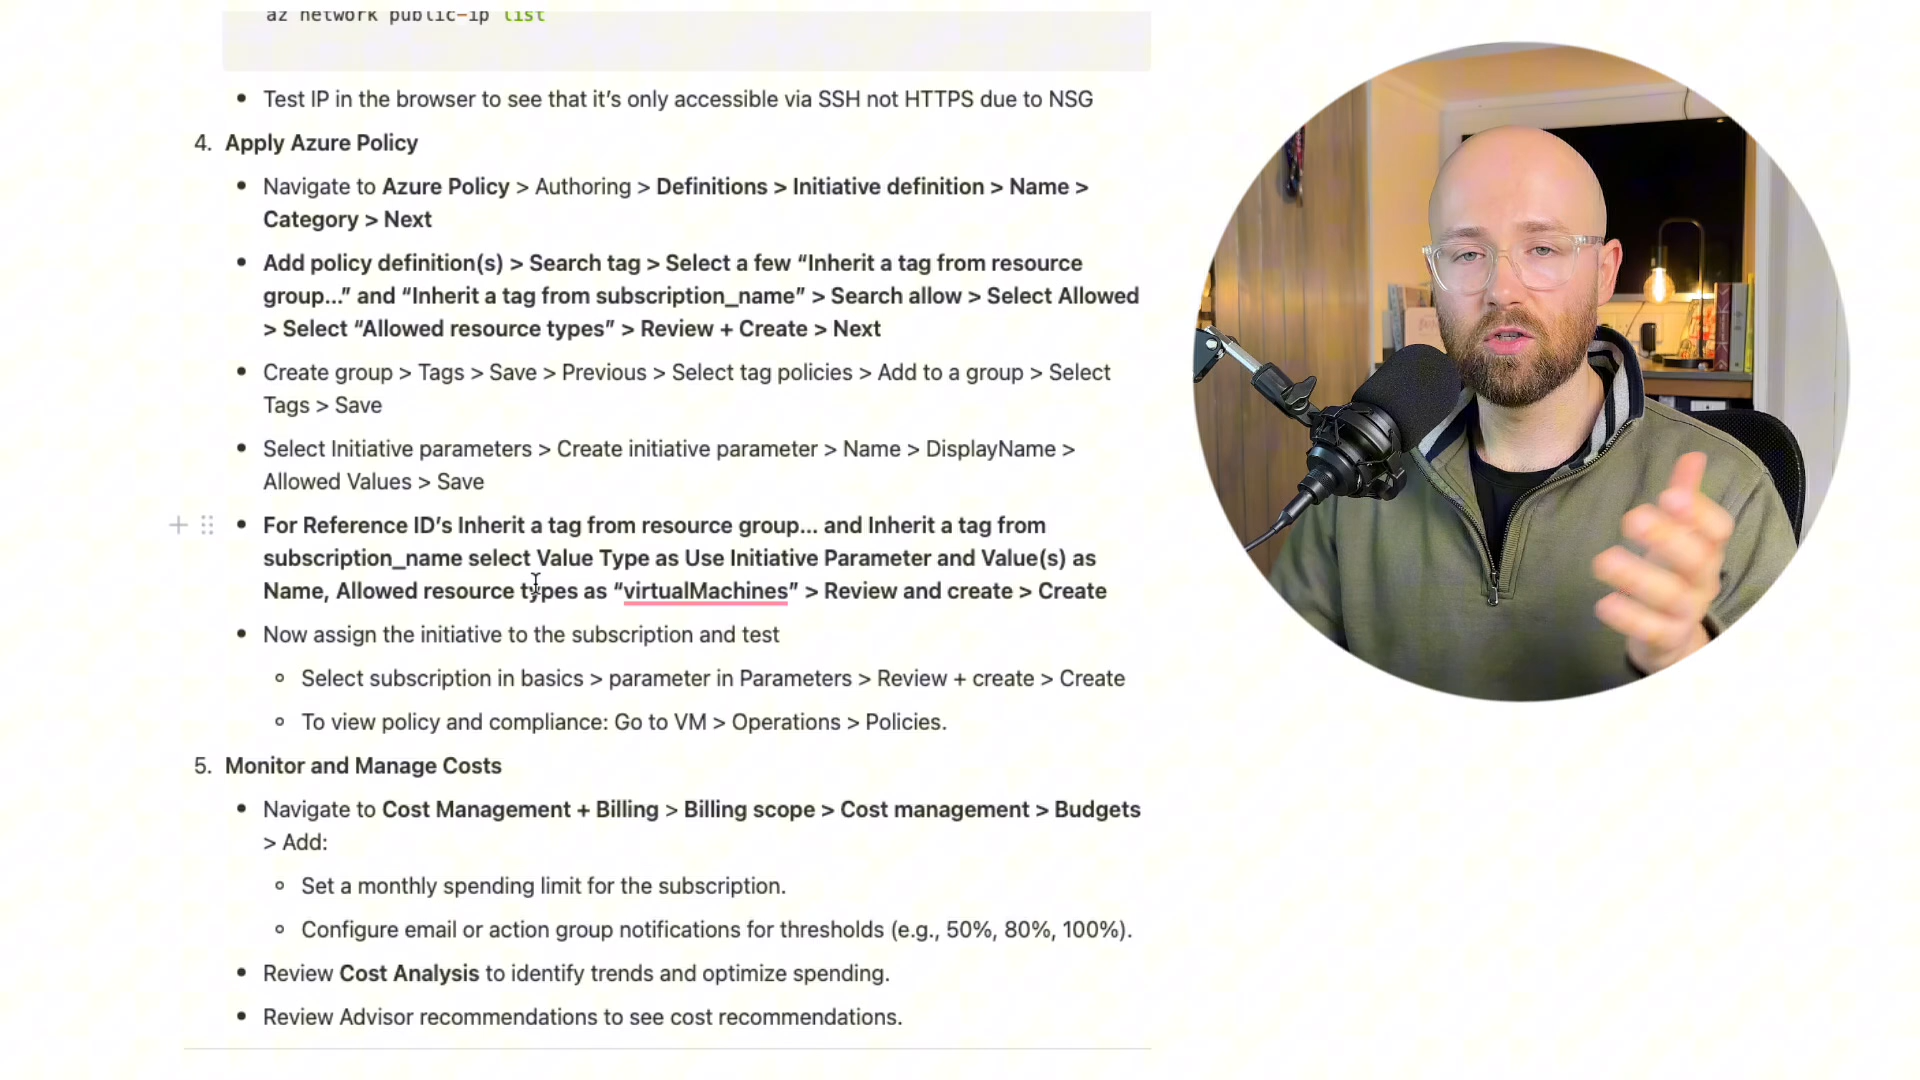 az network public-ip list
• Test IP in the browser to see that it’s only accessible via SSH not HTTPS due to NSG
4. Apply Azure Policy
• Navigate to Azure Policy > Authoring > Definitions > Initiative definition > Name >
Category > Next
• Add policy definition(s) > Search tag > Select a few “Inherit a tag from resource
group...” and “Inherit a tag from subscription_name” > Search allow > Select Allowed
> Select “Allowed resource types” > Review + Create > Next
• Create group > Tags > Save > Previous > Select tag policies > Add to a group > Select
Tags > Save
• Select Initiative parameters > Create initiative parameter > Name > DisplayName >
Allowed Values > Save
• For Reference ID’s Inherit a tag from resource group... and Inherit a tag from
subscription_name select Value Type as Use Initiative Parameter and Value(s) as
Name, Allowed resource types as “virtualMachines” > Review and create > Create
• Now assign the initiative to the subscription and test
◦ Select subscription in basics > parameter in Parameters > Review + create > Create
◦ To view policy and compliance: Go to VM > Operations > Policies.
5. Monitor and Manage Costs
• Navigate to Cost Management + Billing > Billing scope > Cost management > Budgets
> Add:
◦ Set a monthly spending limit for the subscription.
◦ Configure email or action group notifications for thresholds (e.g., 50%, 80%, 100%).
• Review Cost Analysis to identify trends and optimize spending.
• Review Advisor recommendations to see cost recommendations.